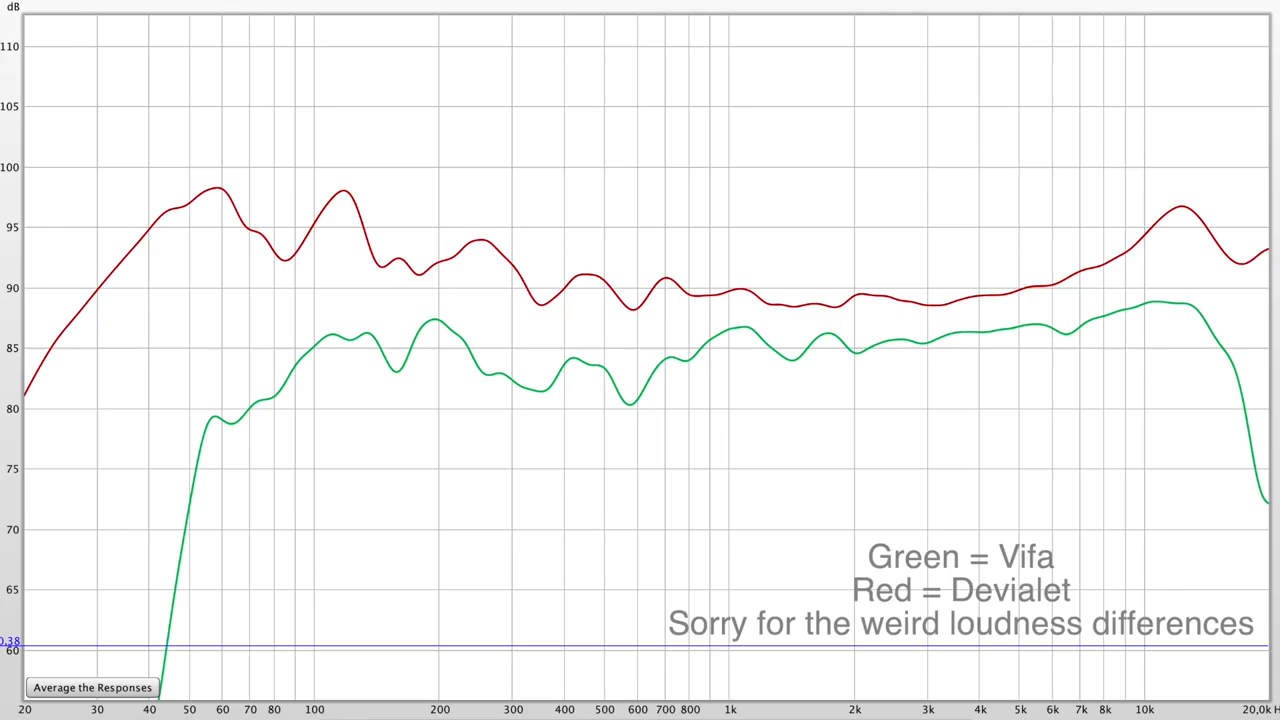 dB
110
105
100
95
90
85
80
75
70
65
60
0,38
Green = Vifa
Red = Devialet
Sorry for the weird loudness differences
Average the Responses
20 30 40 50 60 70 80 100 200 300 400 500 600 700 800 1k 2k 3k 4k 5k 6k 7k 8k 10k 20,0k H